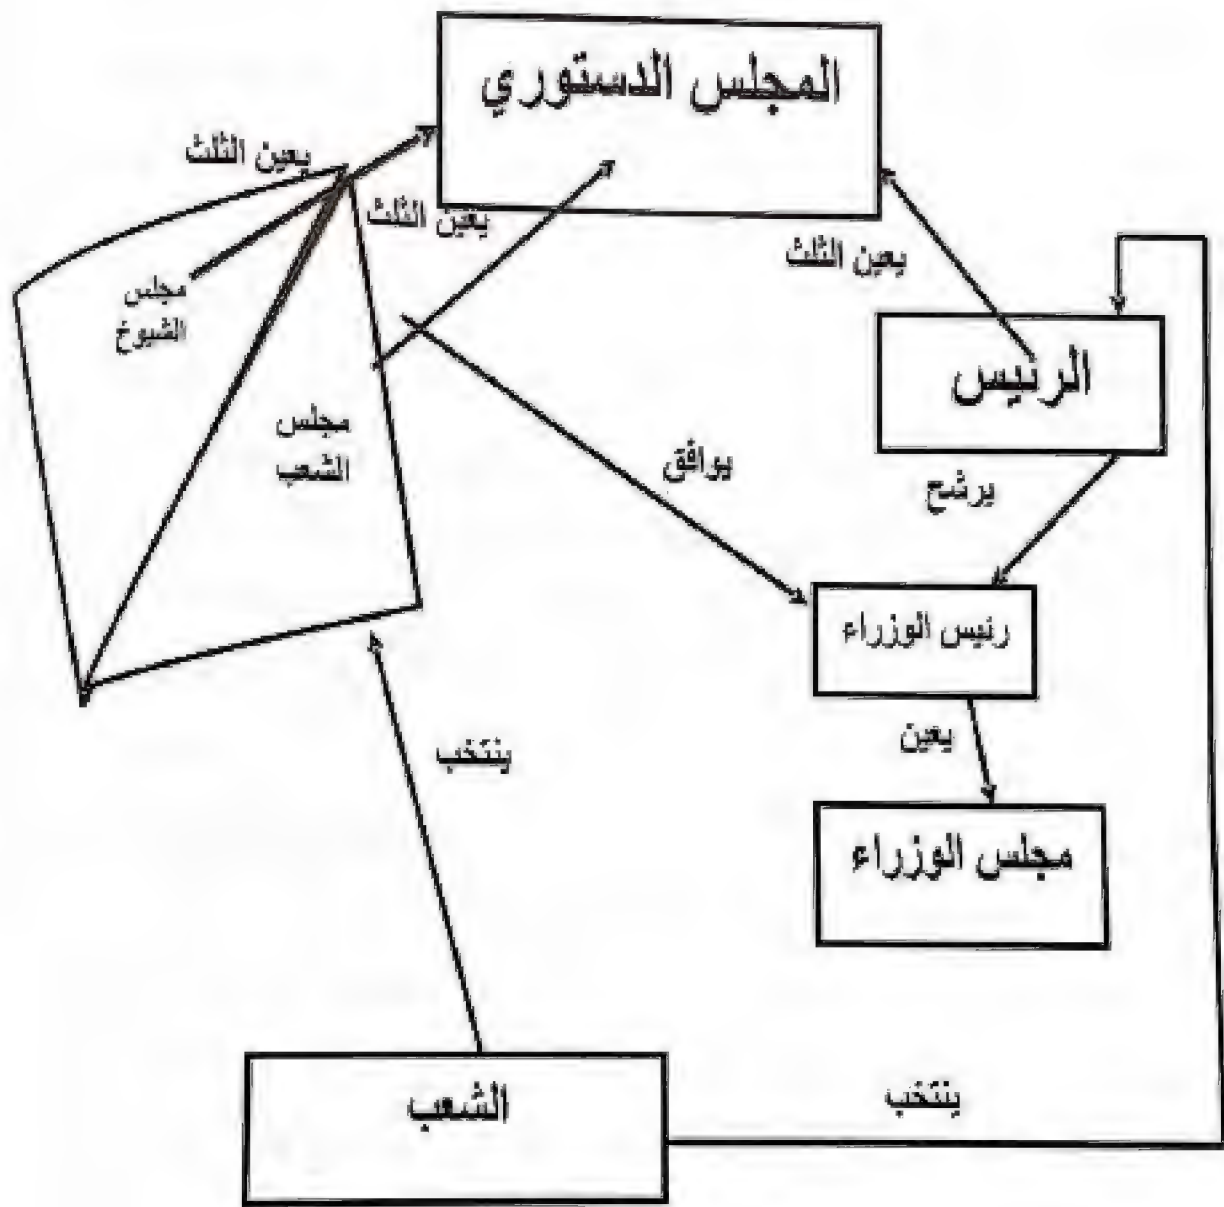 المجلس الدستوري
يعين الثلث
يعين الثلث
يعين الثلث
مجلس
الشيوخ
الرئيس
مجلس
الشعب
يوافق
يرشح
رئيس الوزراء
يعين
ينتخب
مجلس الوزراء
الشعب
ينتخب